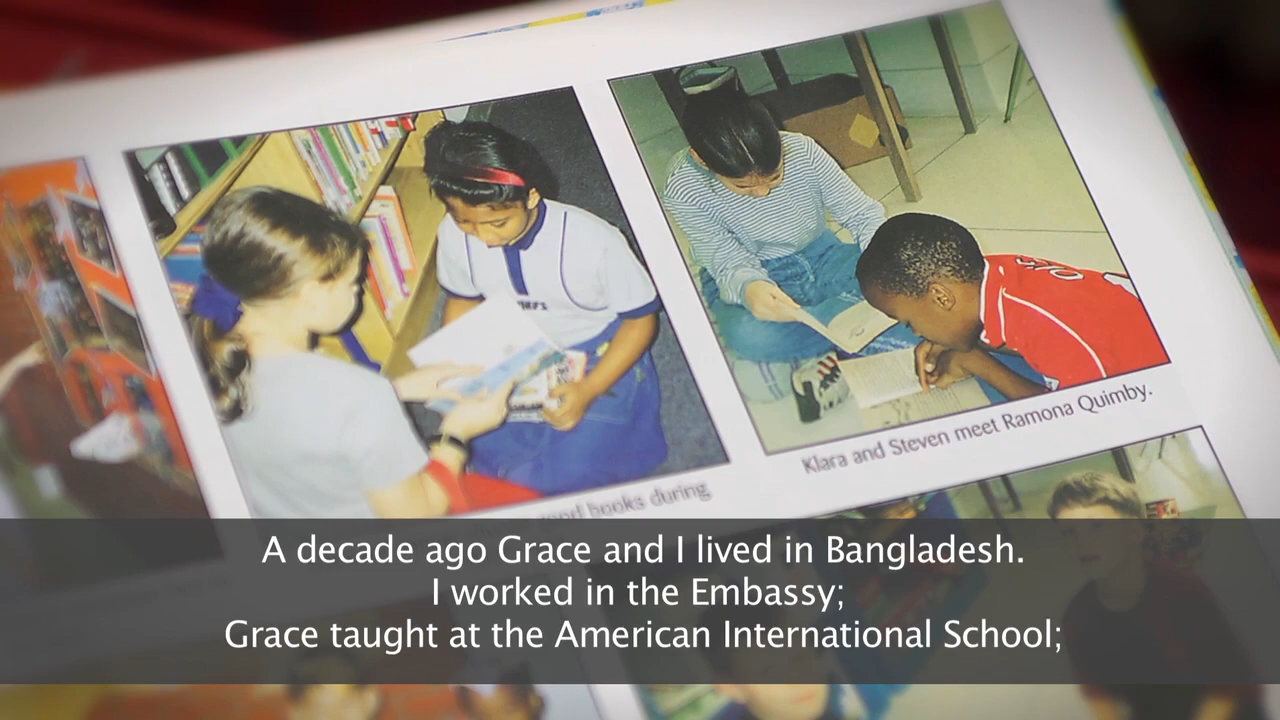 Klara and Steven meet Ramona Quimby.
good books during
A decade ago Grace and I lived in Bangladesh.
I worked in the Embassy;
Grace taught at the American International School;